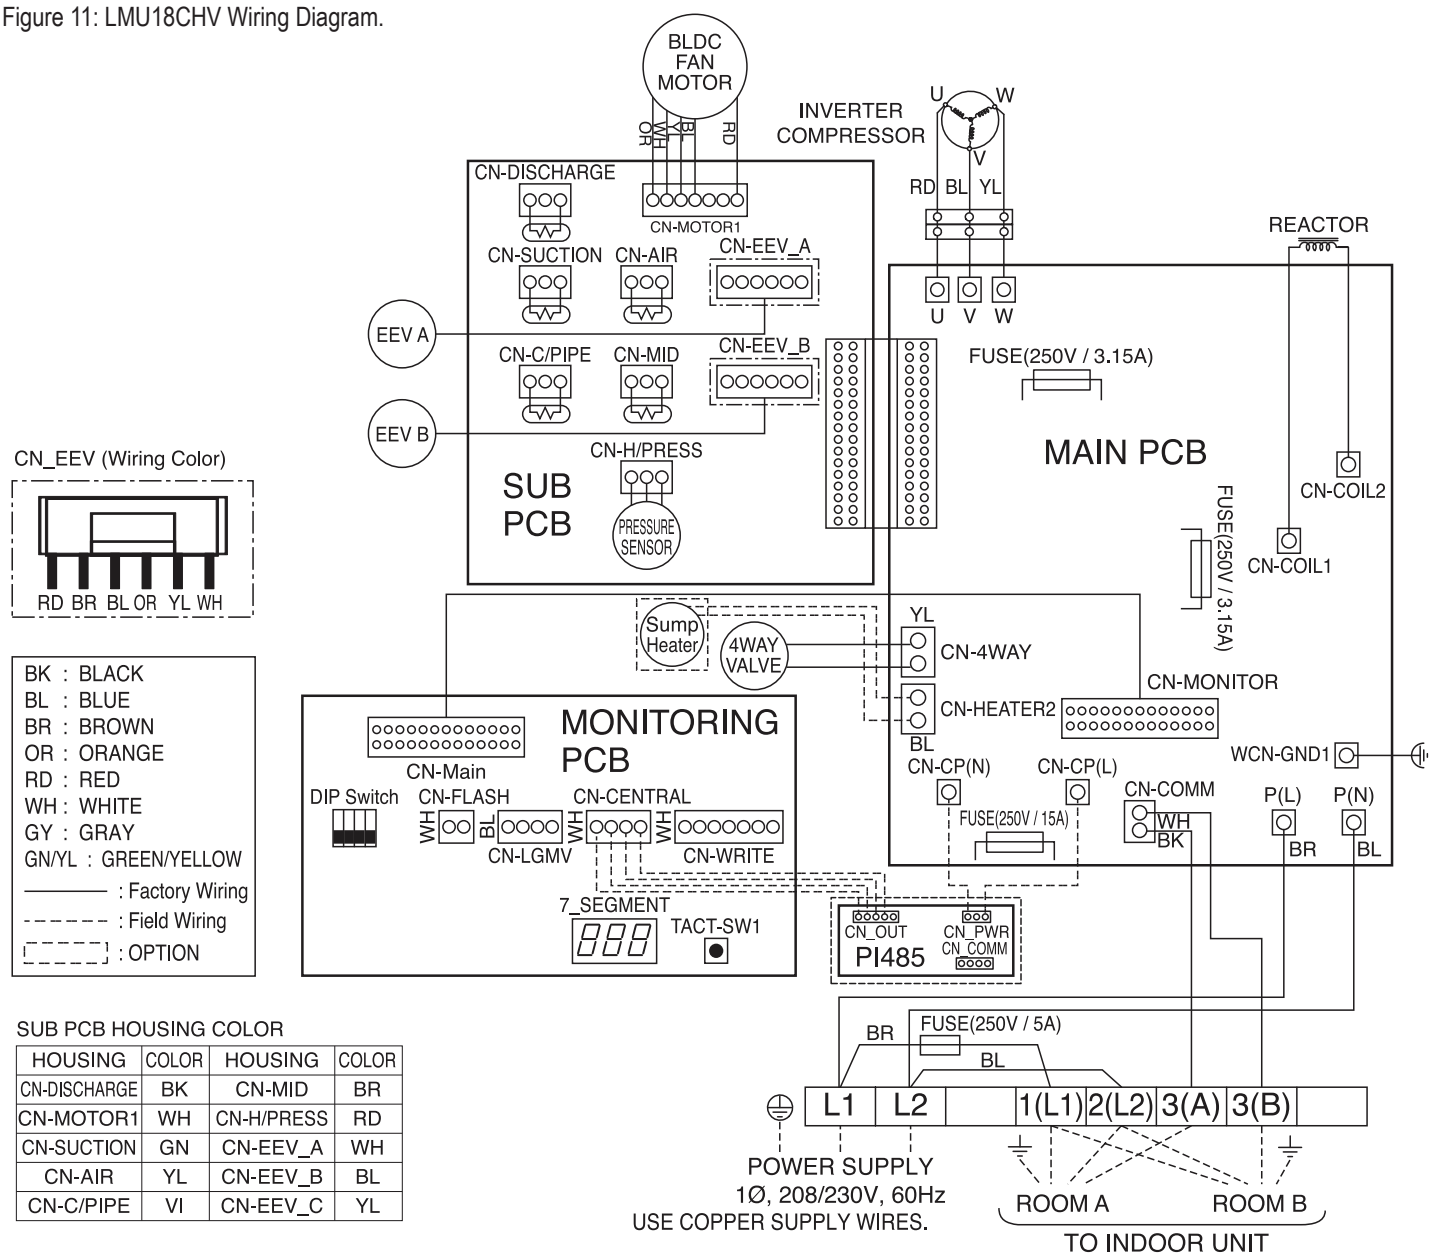 Figure 11: LMU18CHV Wiring Diagram.
BLDC
FAN
MOTOR
OR
WH
YL
BL
RD
INVERTER
COMPRESSOR
U
W
V
RD
BL
YL
REACTOR
CN-DISCHARGE
CN-MOTOR1
CN-SUCTION
CN-AIR
CN-EEV_A
EEV A
CN-C/PIPE
CN-MID
CN-EEV_B
EEV B
CN-H/PRESS
SUB
PCB
PRESSURE
SENSOR
U
V
W
FUSE(250V / 3.15A)
MAIN PCB
CN-COIL2
FUSE(250V / 3.15A)
CN-COIL1
CN_EEV (Wiring Color)
RD BR BL OR YL WH
BK : BLACK
BL : BLUE
BR : BROWN
OR : ORANGE
RD : RED
WH : WHITE
GY : GRAY
GN/YL : GREEN/YELLOW
: Factory Wiring
: Field Wiring
: OPTION
Sump
Heater
4WAY
VALVE
YL
CN-4WAY
CN-HEATER2
BL
CN-MONITOR
WCN-GND1
CN-CP(N)
CN-CP(L)
CN-COMM
WH
BK
P(L)
P(N)
BR
BL
FUSE(250V / 15A)
MONITORING
PCB
CN-Main
DIP Switch
CN-FLASH
CN-CENTRAL
WH
BL
WH
WH
CN-LGMV
CN-WRITE
7_SEGMENT
888
TACT-SW1
CN_OUT
CN_PWR
CN_COMM
PI485
BR
FUSE(250V / 5A)
BL
L1
L2
1(L1)
2(L2)
3(A)
3(B)
POWER SUPPLY
1Ø, 208/230V, 60Hz
USE COPPER SUPPLY WIRES.
ROOM A
ROOM B
TO INDOOR UNIT
SUB PCB HOUSING COLOR
HOUSING COLOR HOUSING COLOR
CN-DISCHARGE BK CN-MID BR
CN-MOTOR1 WH CN-H/PRESS RD
CN-SUCTION GN CN-EEV_A WH
CN-AIR YL CN-EEV_B BL
CN-C/PIPE VI CN-EEV_C YL